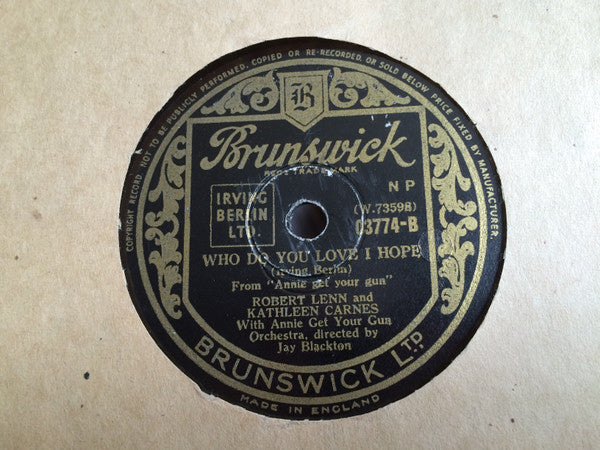 COPYRIGHT RECORD. NOT TO BE PUBLICLY PERFORMED, COPIED OR RE-RECORDED, OR SOLD BELOW PRICE FIXED BY MANUFACTURER.
B
Brunswick
REGD TRADE MARK
IRVING
BERLIN
LTD.
N P
(W.73598)
03774-B
WHO DO YOU LOVE I HOPE
(Irving Berlin)
From "Annie get your gun"
ROBERT LENN and
KATHLEEN CARNES
With Annie Get Your Gun
Orchestra, directed by
Jay Blackton
BRUNSWICK LTD.
MADE IN ENGLAND